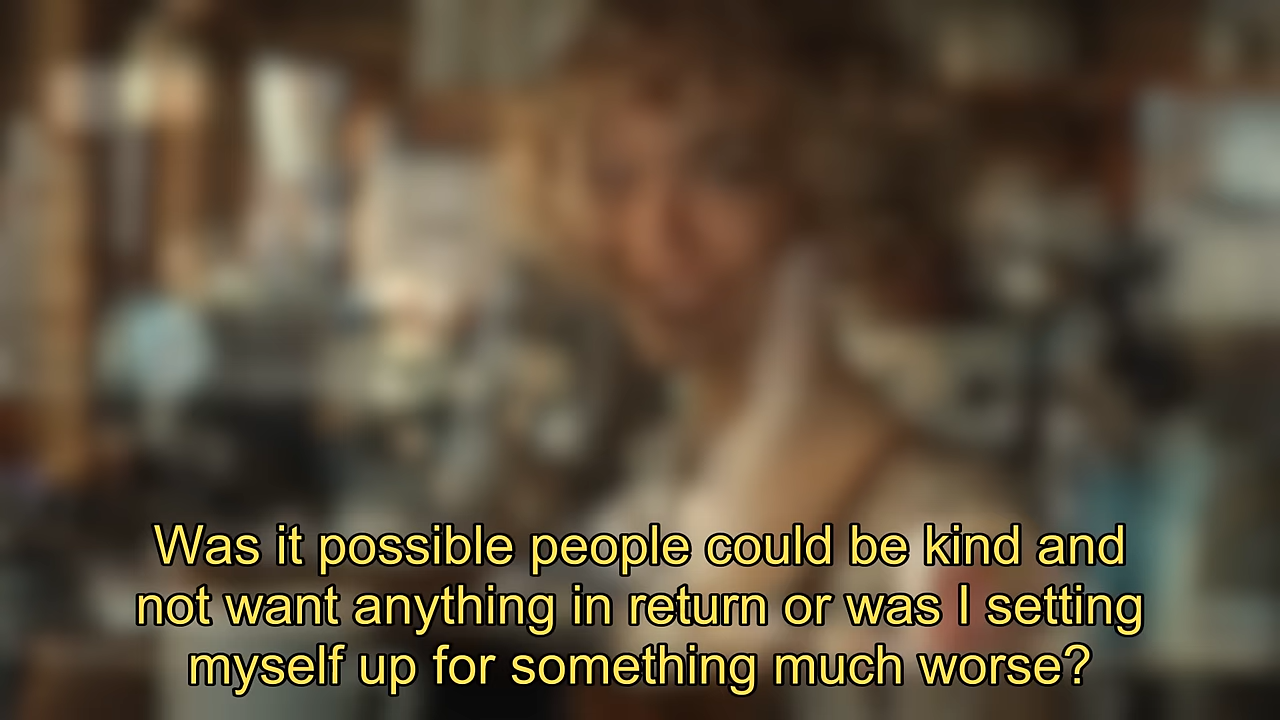 Was it possible people could be kind and
not want anything in return or was I setting
myself up for something much worse?